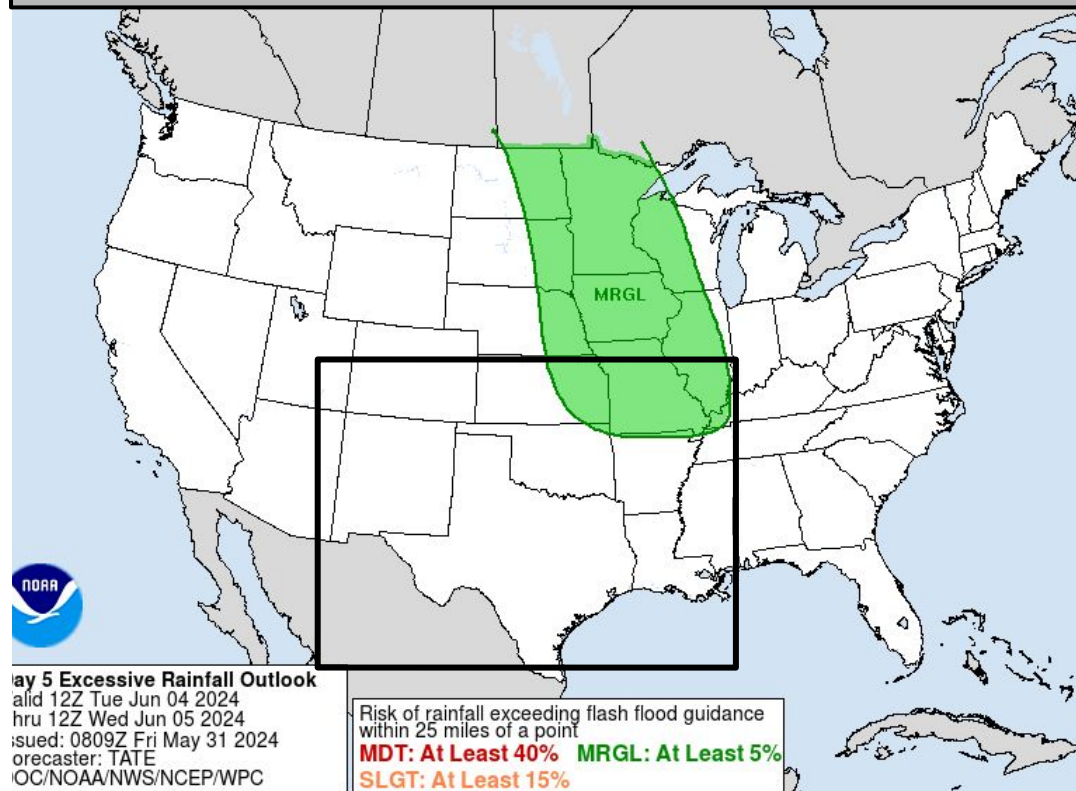 MRGL
NOAA
ay 5 Excessive Rainfall Outlook
alid 12Z Tue Jun 04 2024
hru 12Z Wed Jun 05 2024
ssued: 0809Z Fri May 31 2024
orecaster: TATE
OC/NOAA/NWS/NCEP/WPC
Risk of rainfall exceeding flash flood guidance
within 25 miles of a point
MDT: At Least 40% MRGL: At Least 5%
SLGT: At Least 15%